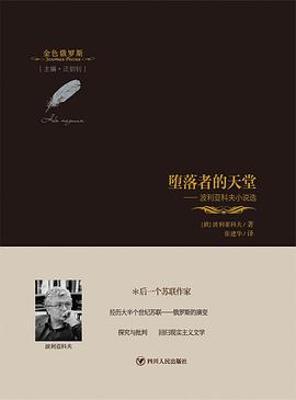 金色俄罗斯
Золотая Россия
[ 主编·汪剑钊 ]
堕落者的天堂
—— 波利亚科夫小说选
[俄] 波利亚科夫 著
张建华 译
*后一个苏联作家
经历大半个世纪苏联——俄罗斯的演变
探究与批判 回归现实主义文学
波利亚科夫
四川人民出版社